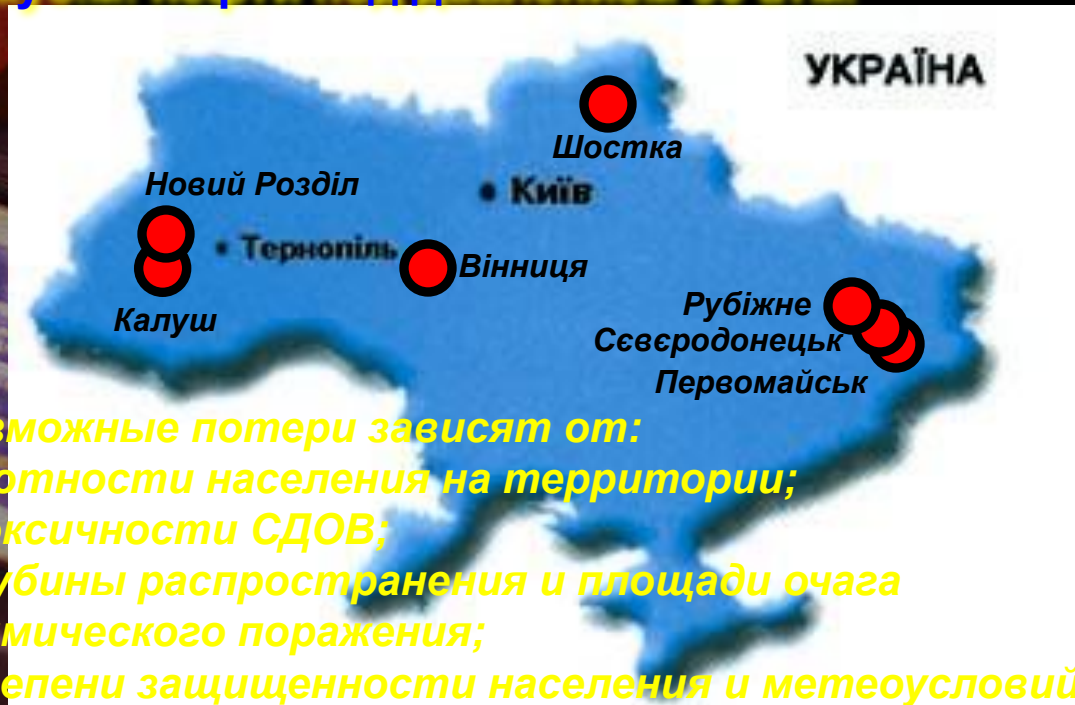 УКРАЇНА
Шостка
Новий Розділ
Київ
Тернопіль
Вінниця
Калуш
Рубіжне
Сєвєродонецьк
Первомайськ
зможные потери зависят от:
отности населения на территории;
оксичности СДОВ;
убины распространения и площади очага
мического поражения;
епени защищенности населения и метеоусловий